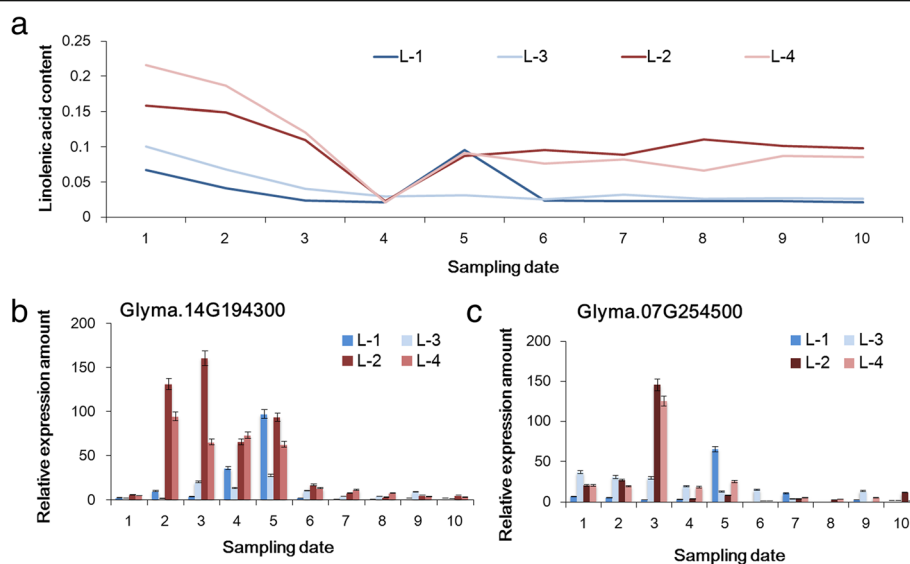 a
0.25
0.2
0.15
0.1
0.05
0
Linolenic acid content
L-1 L-3 L-2 L-4
1 2 3 4 5 6 7 8 9 10
Sampling date
b
Glyma.14G194300
Relative expression amount
200
150
100
50
0
L-1 L-3
L-2 L-4
1 2 3 4 5 6 7 8 9 10
Sampling date
c
Glyma.07G254500
Relative expression amount
200
150
100
50
0
L-1 L-3
L-2 L-4
1 2 3 4 5 6 7 8 9 10
Sampling date